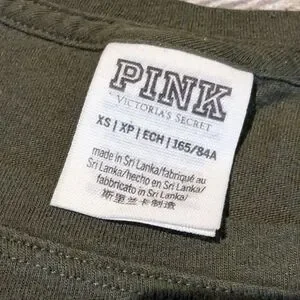 PINK
VICTORIA'S SECRET
XS | XP | ECH | 165/84A
made in Sri Lanka/fabriqué au
Sri Lanka/hecho en Sri Lanka/
fabbricato in Sri Lanka/
斯里兰卡制造